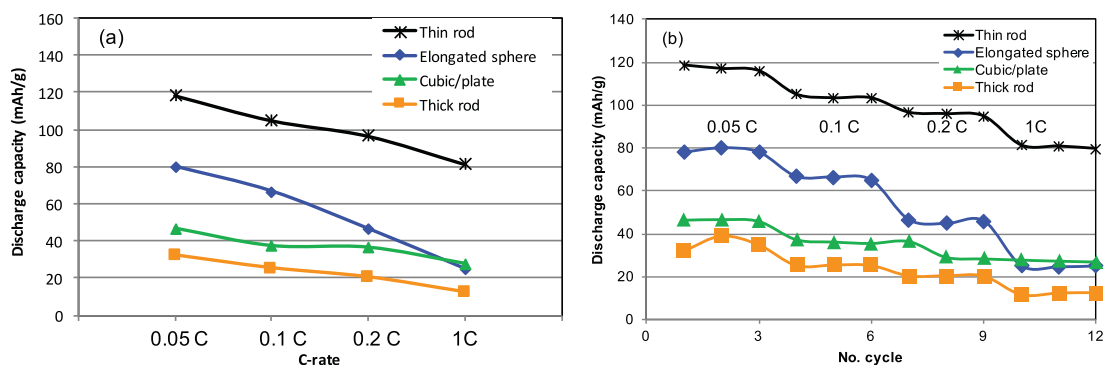 (a)
Thin rod
Elongated sphere
Cubic/plate
Thick rod
Discharge capacity (mAh/g)
160
140
120
100
80
60
40
20
0
0.05 C 0.1 C 0.2 C 1C
C-rate
(b)
Thin rod
Elongated sphere
Cubic/plate
Thick rod
Discharge capacity (mAh/g)
140
120
100
80
60
40
20
0
0.05 C 0.1 C 0.2 C 1C
0 3 6 9 12
No. cycle